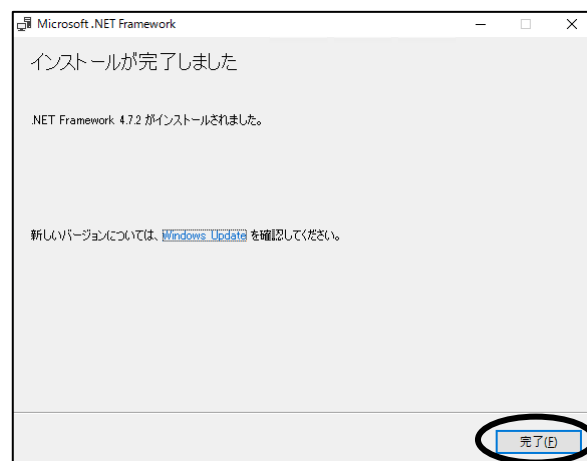 Microsoft .NET Framework
インストールが完了しました
.NET Framework 4.7.2 がインストールされました。
新しいバージョンについては、Windows Update を確認してください。
完了(F)